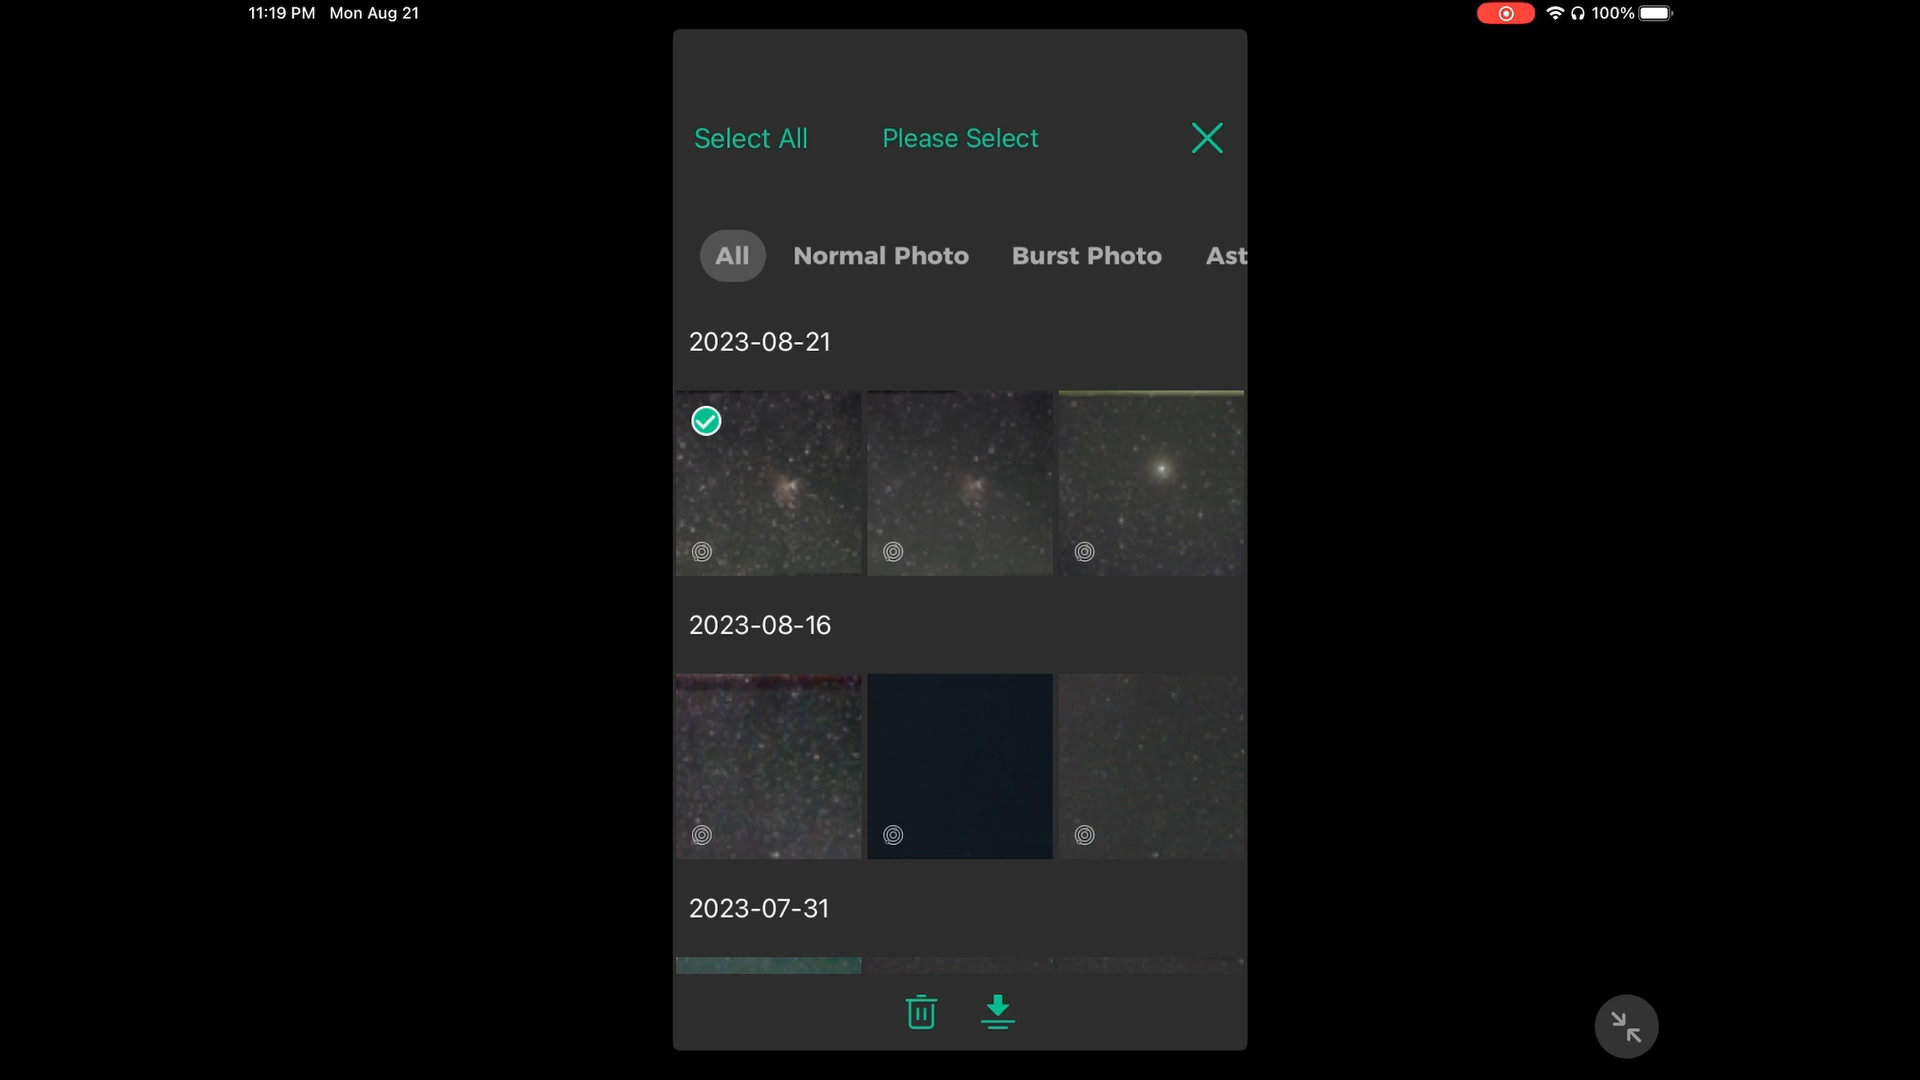 11:19 PM Mon Aug 21 100%
Select All Please Select
All Normal Photo Burst Photo Ast
2023-08-21
2023-08-16
2023-07-31